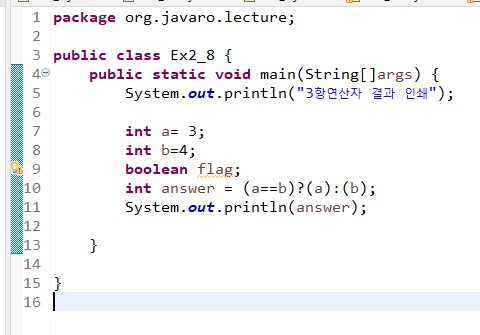 1 package org.javaro.lecture;
2
3 public class Ex2_8 {
4 public static void main(String[]args) {
5 System.out.println("3항연산자 결과 인쇄");
6
7 int a= 3;
8 int b=4;
9 boolean flag;
10 int answer = (a==b)?(a):(b);
11 System.out.println(answer);
12
13 }
14
15 }
16